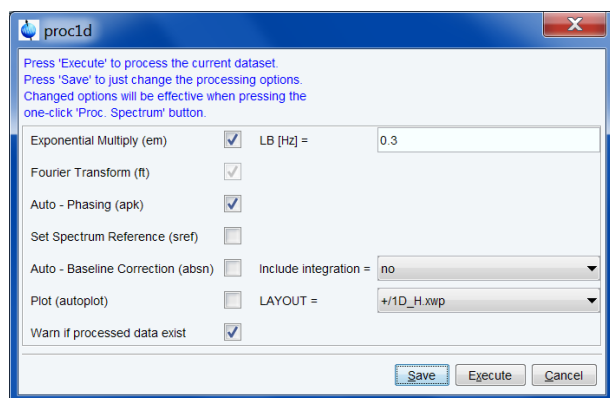 proc1d
Press 'Execute' to process the current dataset.
Press 'Save' to just change the processing options.
Changed options will be effective when pressing the
one-click 'Proc. Spectrum' button.
Exponential Multiply (em) LB [Hz] = 0.3
Fourier Transform (ft)
Auto - Phasing (apk)
Set Spectrum Reference (sref)
Auto - Baseline Correction (absn) Include integration = no
Plot (autoplot) LAYOUT = +/1D_H.xwp
Warn if processed data exist
Save Execute Cancel